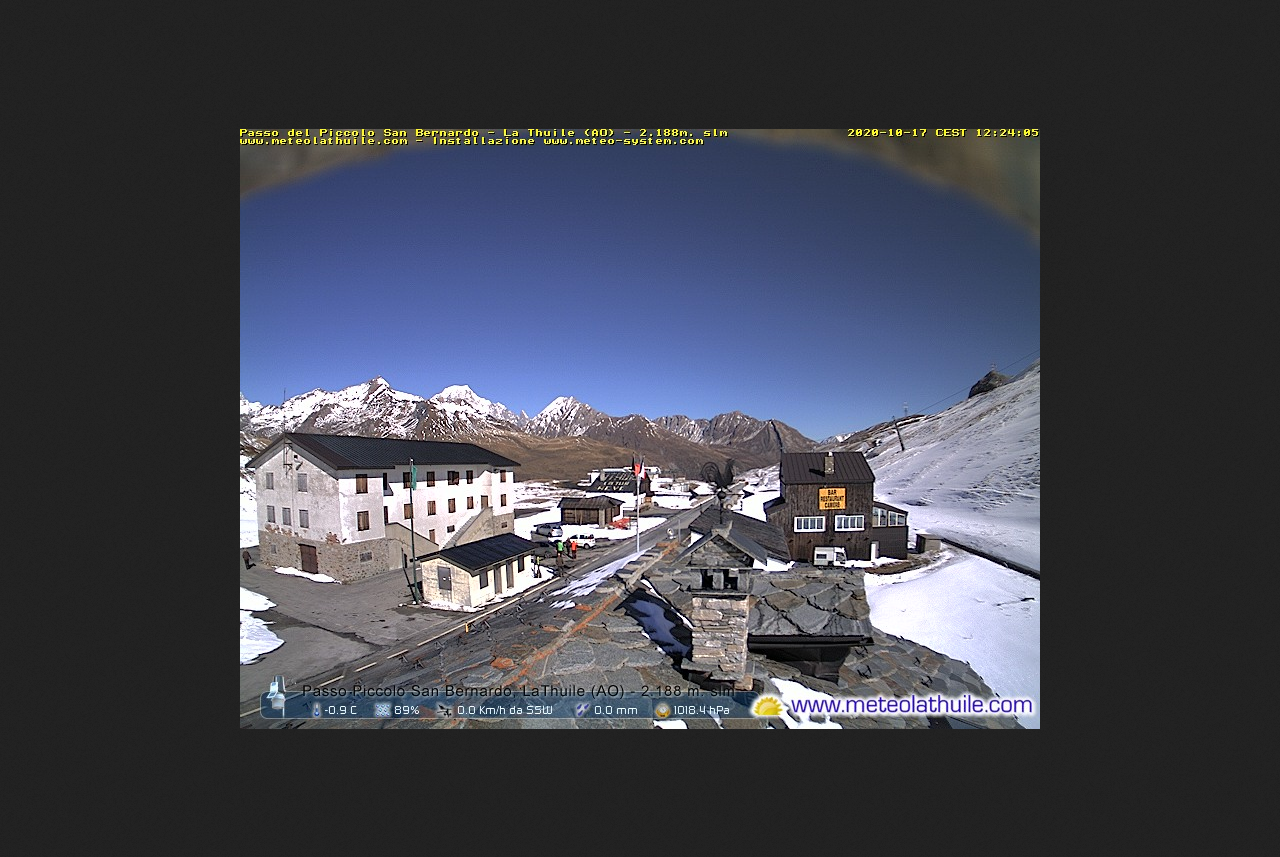 Passo del Piccolo San Bernardo - La Thuile (AO) - 2.188m. slm
2020-10-17 CEST 12:24:05
www.meteolathuile.com - Installazione www.meteo-system.com
BAR
RESTAURANT
Passo Piccolo San Bernardo, LaThuile (AO) - 2.188 m. slm
-0.9 C 89% 0.0 Km/h da SSW 0.0 mm 1018.4 hPa
www.meteolathuile.com